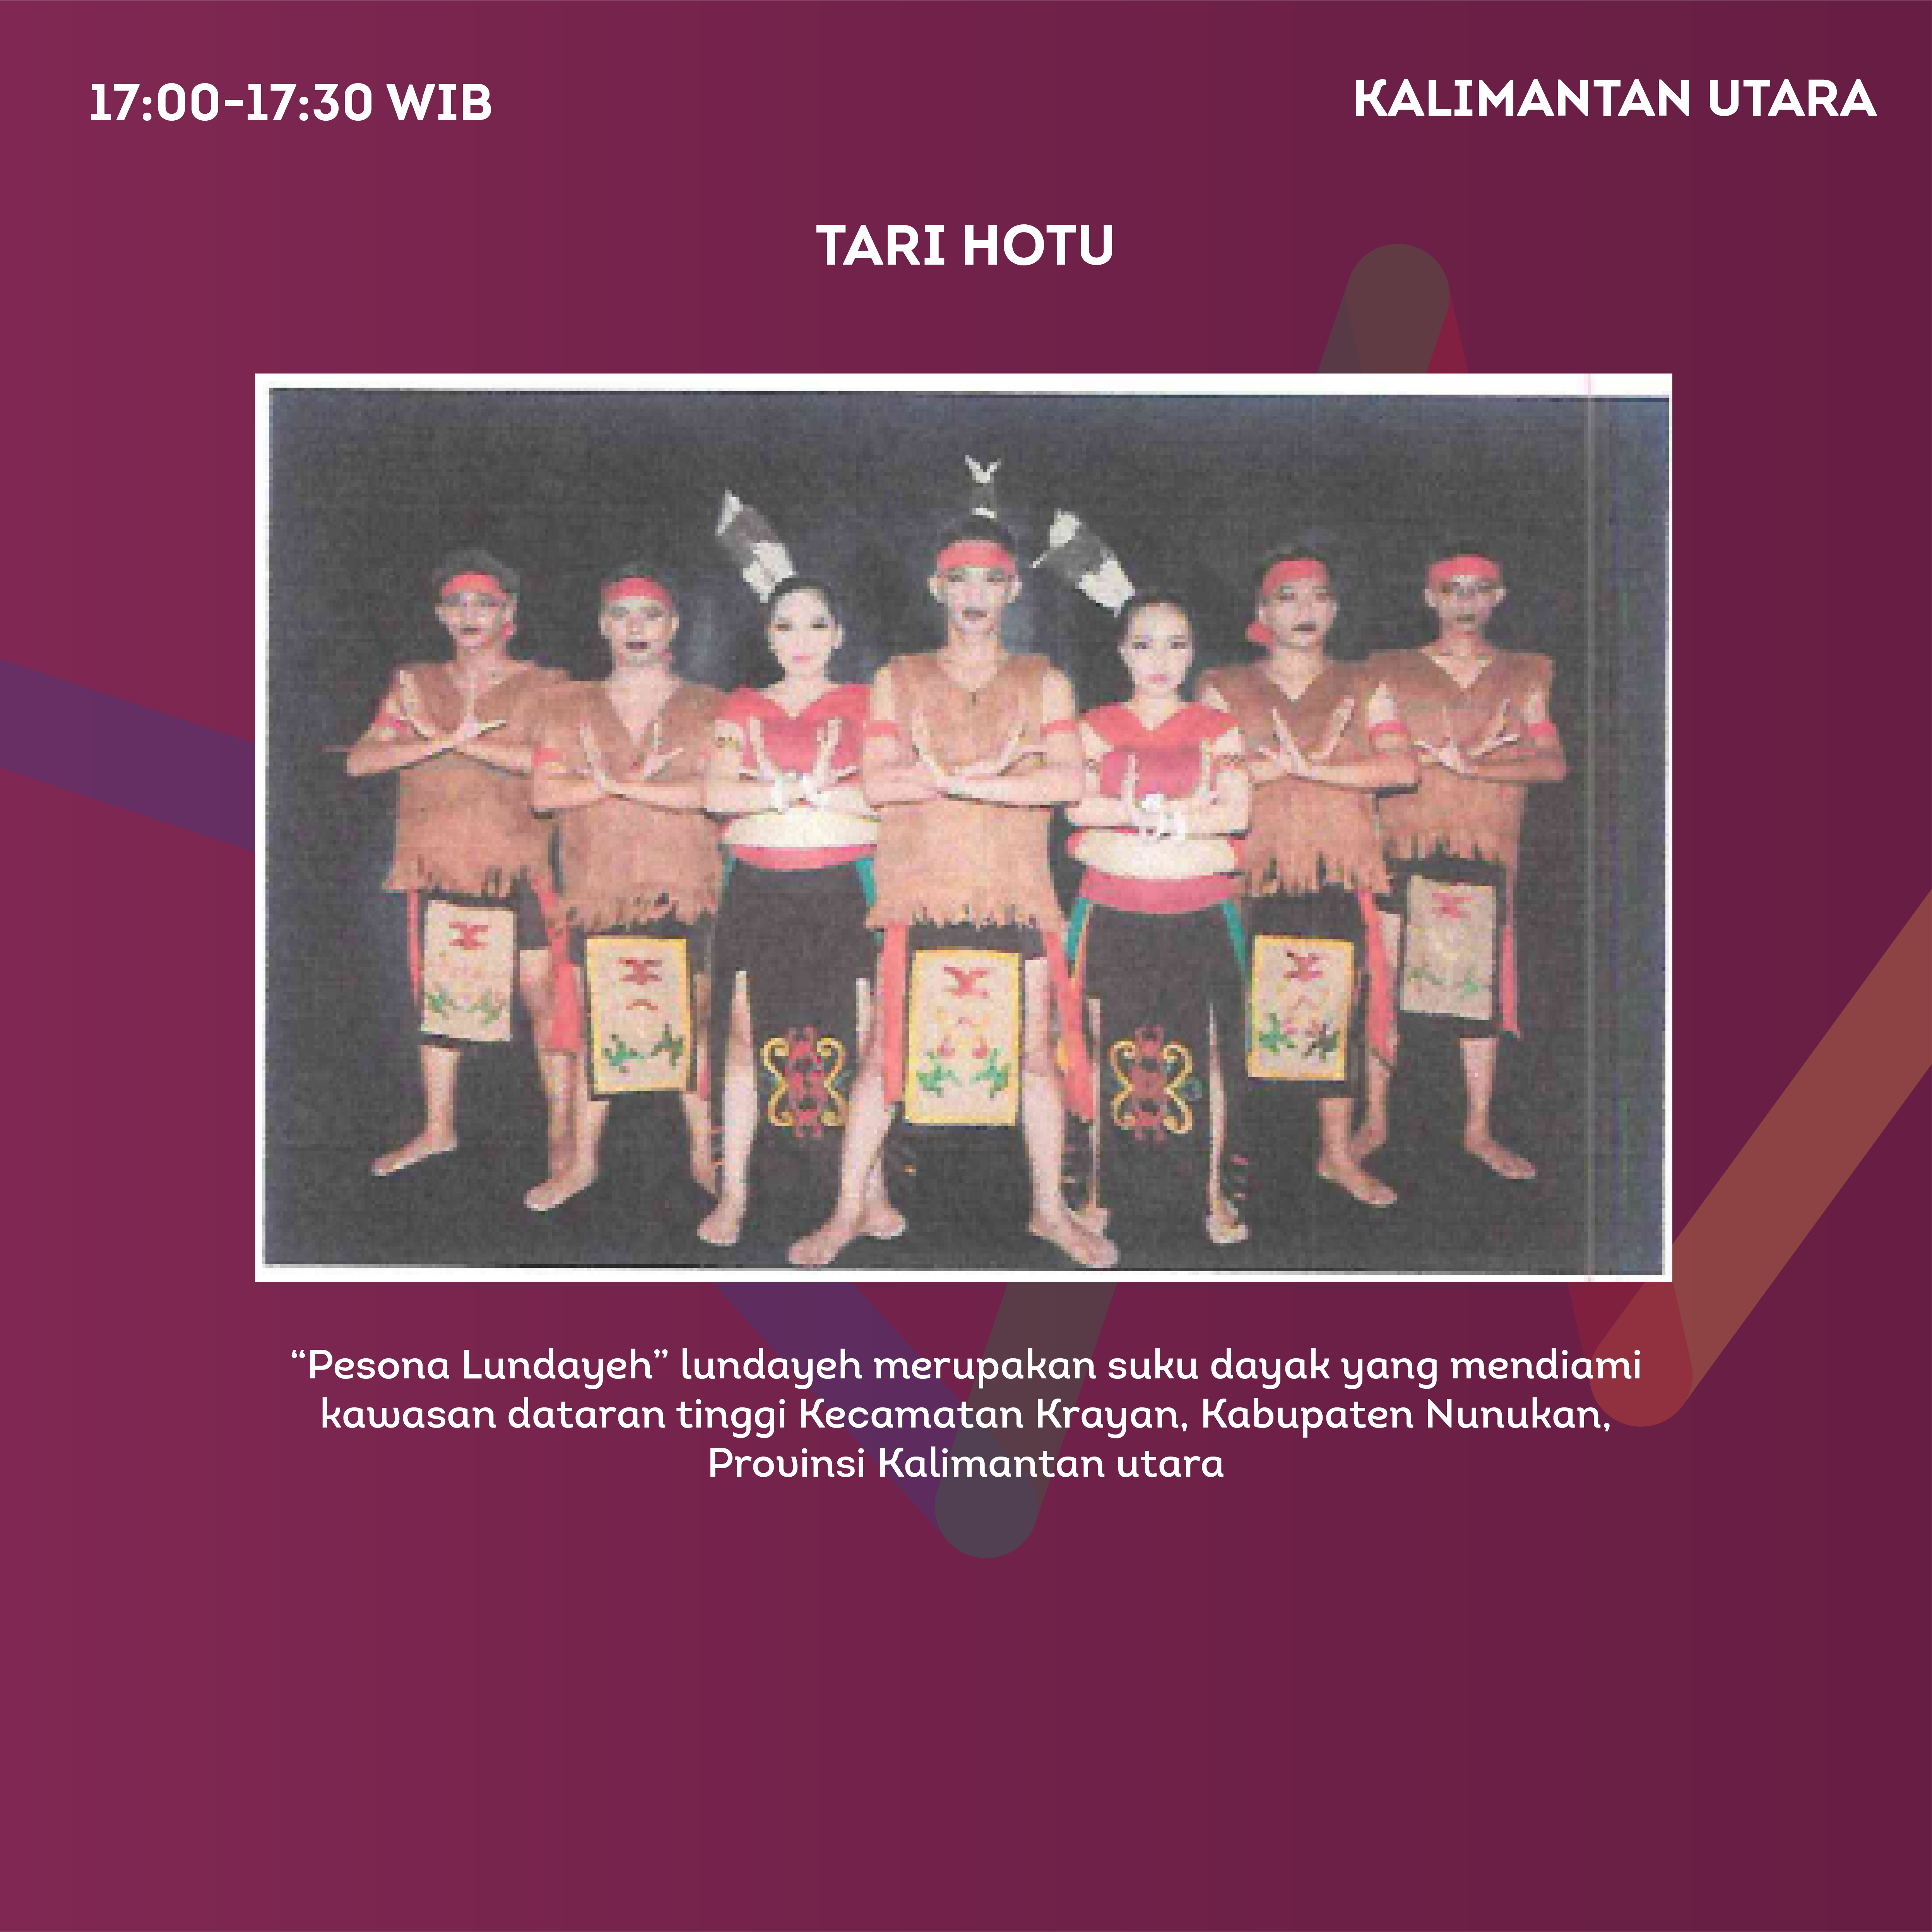 17:00-17:30 WIB
KALIMANTAN UTARA
TARI HOTU
“Pesona Lundayeh” lundayeh merupakan suku dayak yang mendiami
kawasan dataran tinggi Kecamatan Krayan, Kabupaten Nunukan,
Provinsi Kalimantan utara